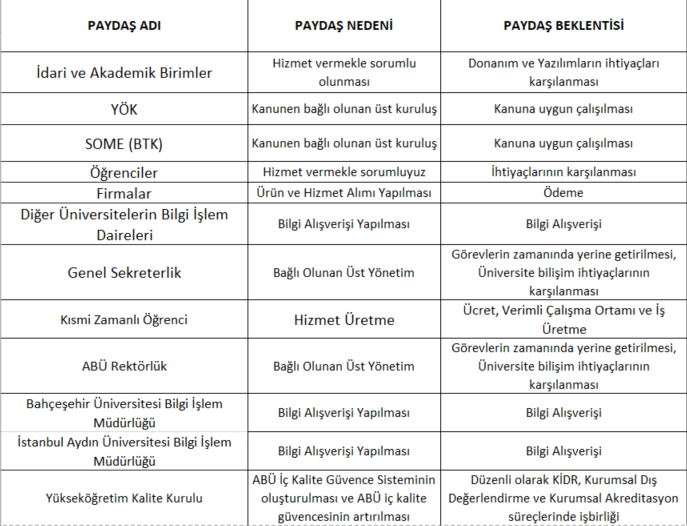 PAYDAŞ ADI
PAYDAŞ NEDENİ
PAYDAŞ BEKLENTİSİ
İdari ve Akademik Birimler
Hizmet vermekle sorumlu
olunması
Donanım ve Yazılımların ihtiyaçları
karşılanması
YÖK
Kanunen bağlı olunan üst kuruluş
Kanuna uygun çalışılması
SOME (BTK)
Kanunen bağlı olunan üst kuruluş
Kanuna uygun çalışılması
Öğrenciler
Hizmet vermekle sorumluyuz
İhtiyaçlarının karşılanması
Firmalar
Ürün ve Hizmet Alımı Yapılması
Ödeme
Diğer Üniversitelerin Bilgi İşlem
Daireleri
Bilgi Alışverişi Yapılması
Bilgi Alışverişi
Genel Sekreterlik
Bağlı Olunan Üst Yönetim
Görevlerin zamanında yerine getirilmesi,
Üniversite bilişim ihtiyaçlarının
karşılanması
Kısmi Zamanlı Öğrenci
Hizmet Üretme
Ücret, Verimli Çalışma Ortamı ve İş
Üretme
ABÜ Rektörlük
Bağlı Olunan Üst Yönetim
Görevlerin zamanında yerine getirilmesi,
Üniversite bilişim ihtiyaçlarının
karşılanması
Bahçeşehir Üniversitesi Bilgi İşlem
Müdürlüğü
Bilgi Alışverişi Yapılması
Bilgi Alışverişi
İstanbul Aydın Üniversitesi Bilgi İşlem
Müdürlüğü
Bilgi Alışverişi Yapılması
Bilgi Alışverişi
Yükseköğretim Kalite Kurulu
ABÜ İç Kalite Güvence Sisteminin
oluşturulması ve ABÜ iç kalite
güvencesinin artırılması
Düzenli olarak KİDR, Kurumsal Dış
Değerlendirme ve Kurumsal Akreditasyon
süreçlerinde işbirliği